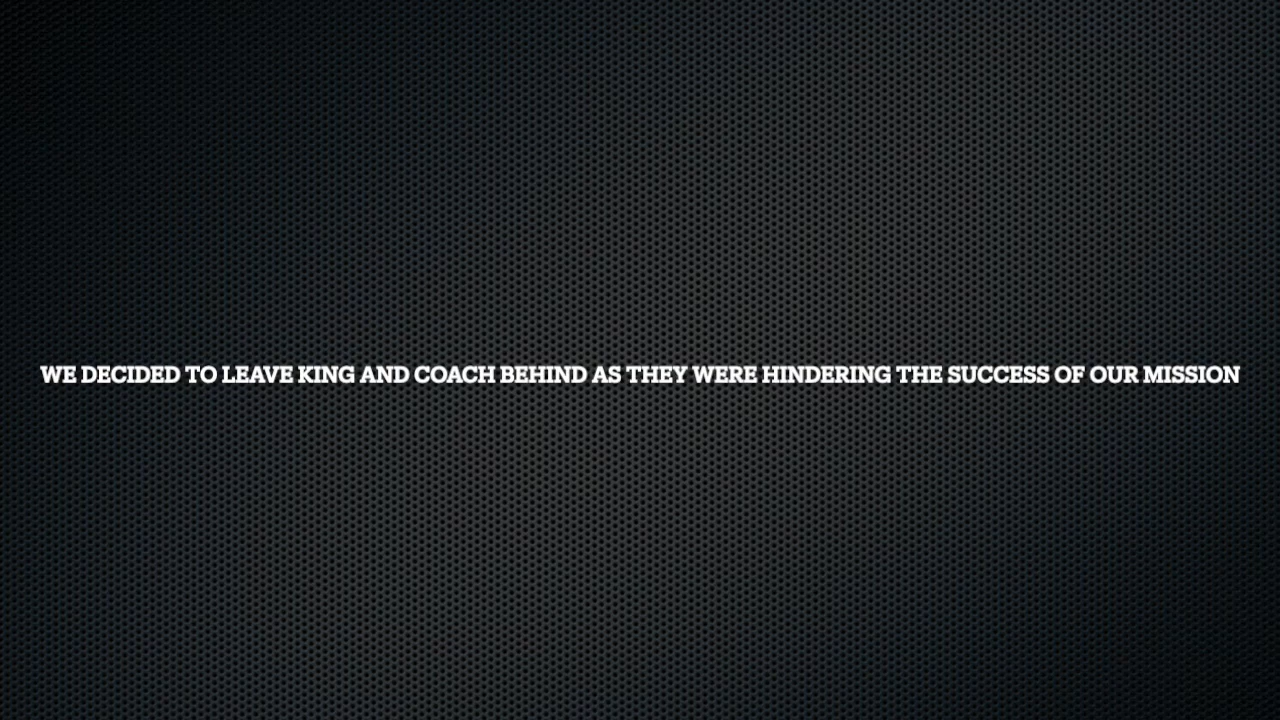 WE DECIDED TO LEAVE KING AND COACH BEHIND AS THEY WERE HINDERING THE SUCCESS OF OUR MISSION